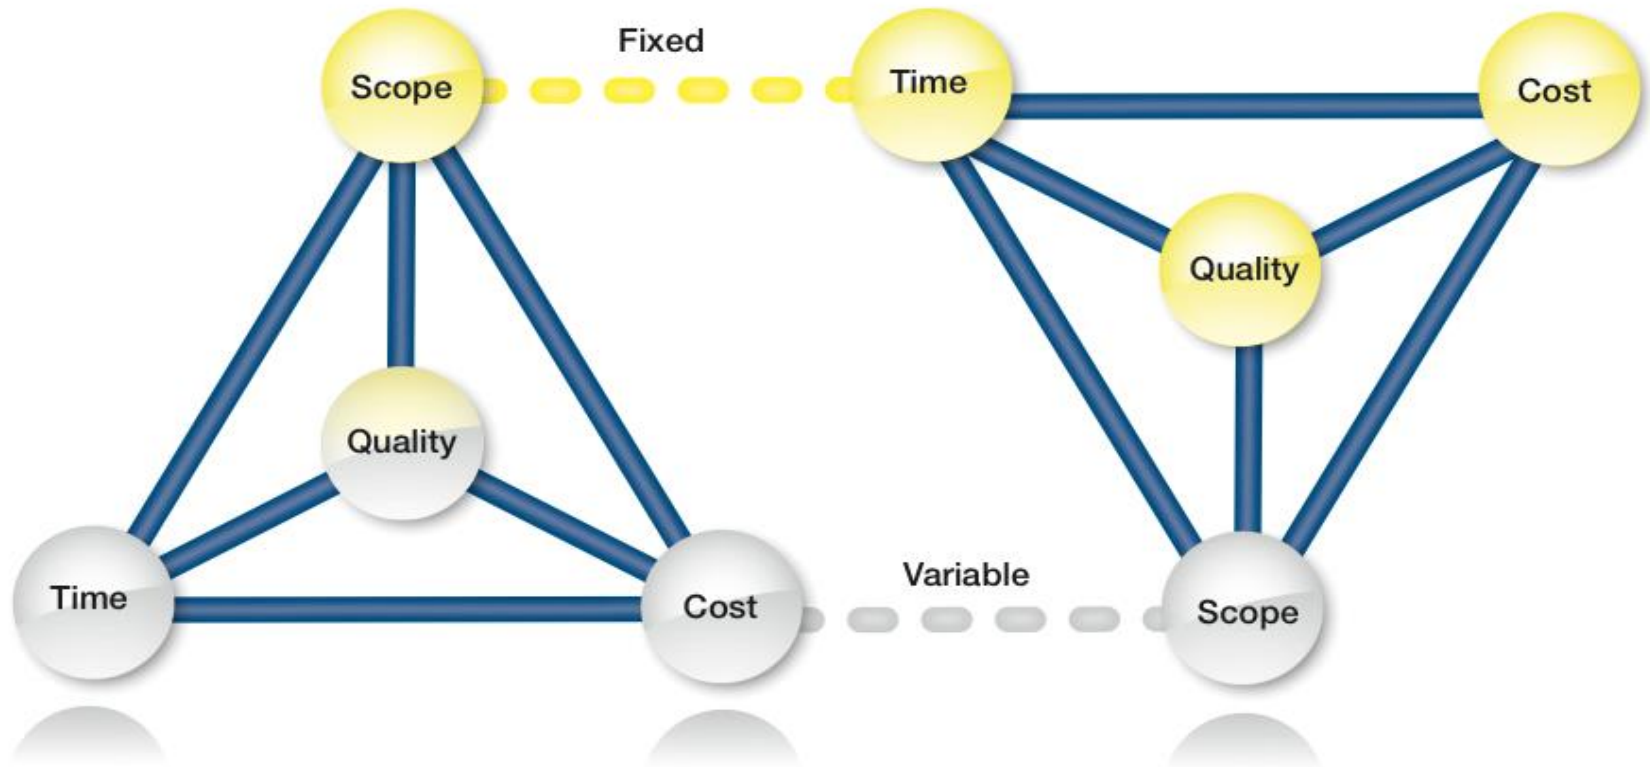 Fixed
Scope
Time
Cost
Quality
Quality
Time
Cost
Variable
Scope